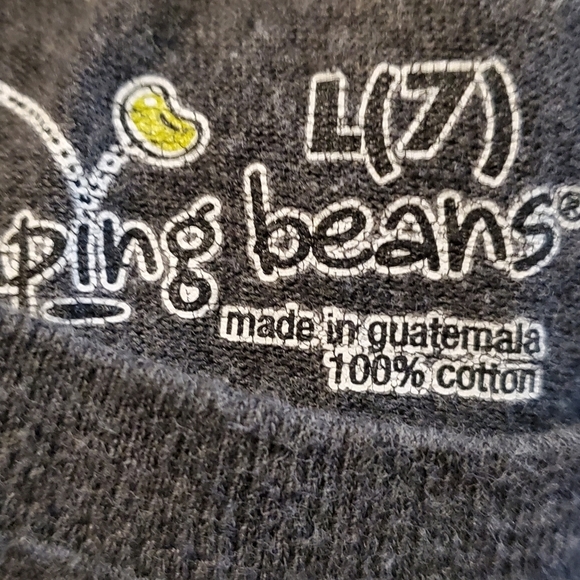 L(7)
ping beans®
made in guatemala
100% cotton